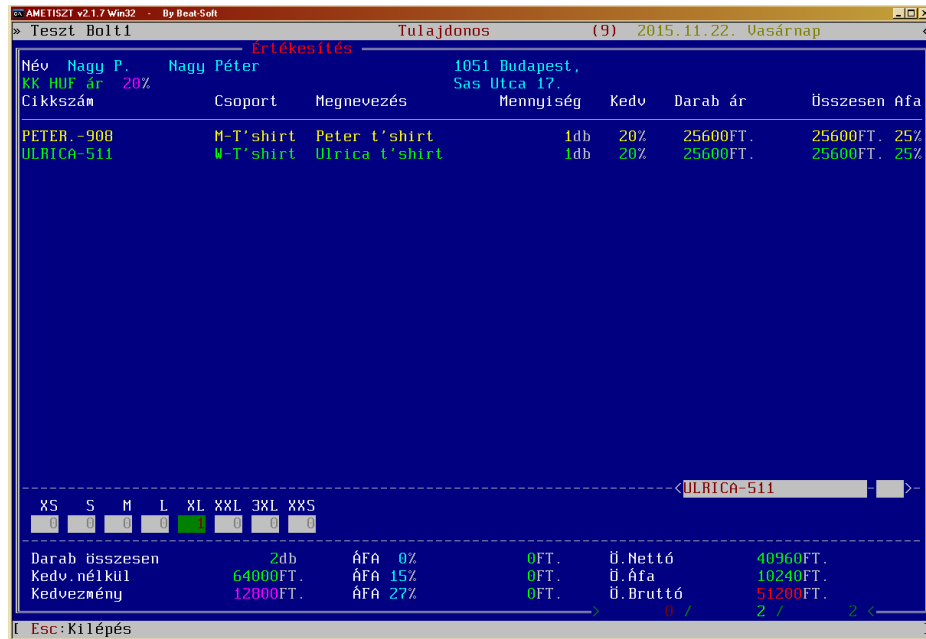 AMETISZT v2.1.7 Win32 - By Beat-Soft
» Teszt Bolt1 Tulajdonos (9) 2015.11.22. Vasárnap
Értékesítés
Név Nagy P. Nagy Péter 1051 Budapest,
KK HUF ár 20% Sas Utca 17.
Cikkszám Csoport Megnevezés Mennyiség Kedv Darab ár Összesen Afa
PETER.-908 M-T'shirt Peter t'shirt 1db 20% 25600FT. 25600FT. 25%
ULRICA-511 W-T'shirt Ulrica t'shirt 1db 20% 25600FT. 25600FT. 25%
<ULRICA-511 - >
XS S M L XL XXL 3XL XXS
0 0 0 0 1 0 0 0
Darab összesen 2db ÁFA 0% 0FT. Ö.Nettó 40960FT.
Kedv.nélkül 64000FT. ÁFA 15% 0FT. Ö.Áfa 10240FT.
Kedvezmény 12800FT. ÁFA 27% 0FT. Ö.Bruttó 51200FT.
> 0 / 2 / 2 <
[ Esc:Kilépés